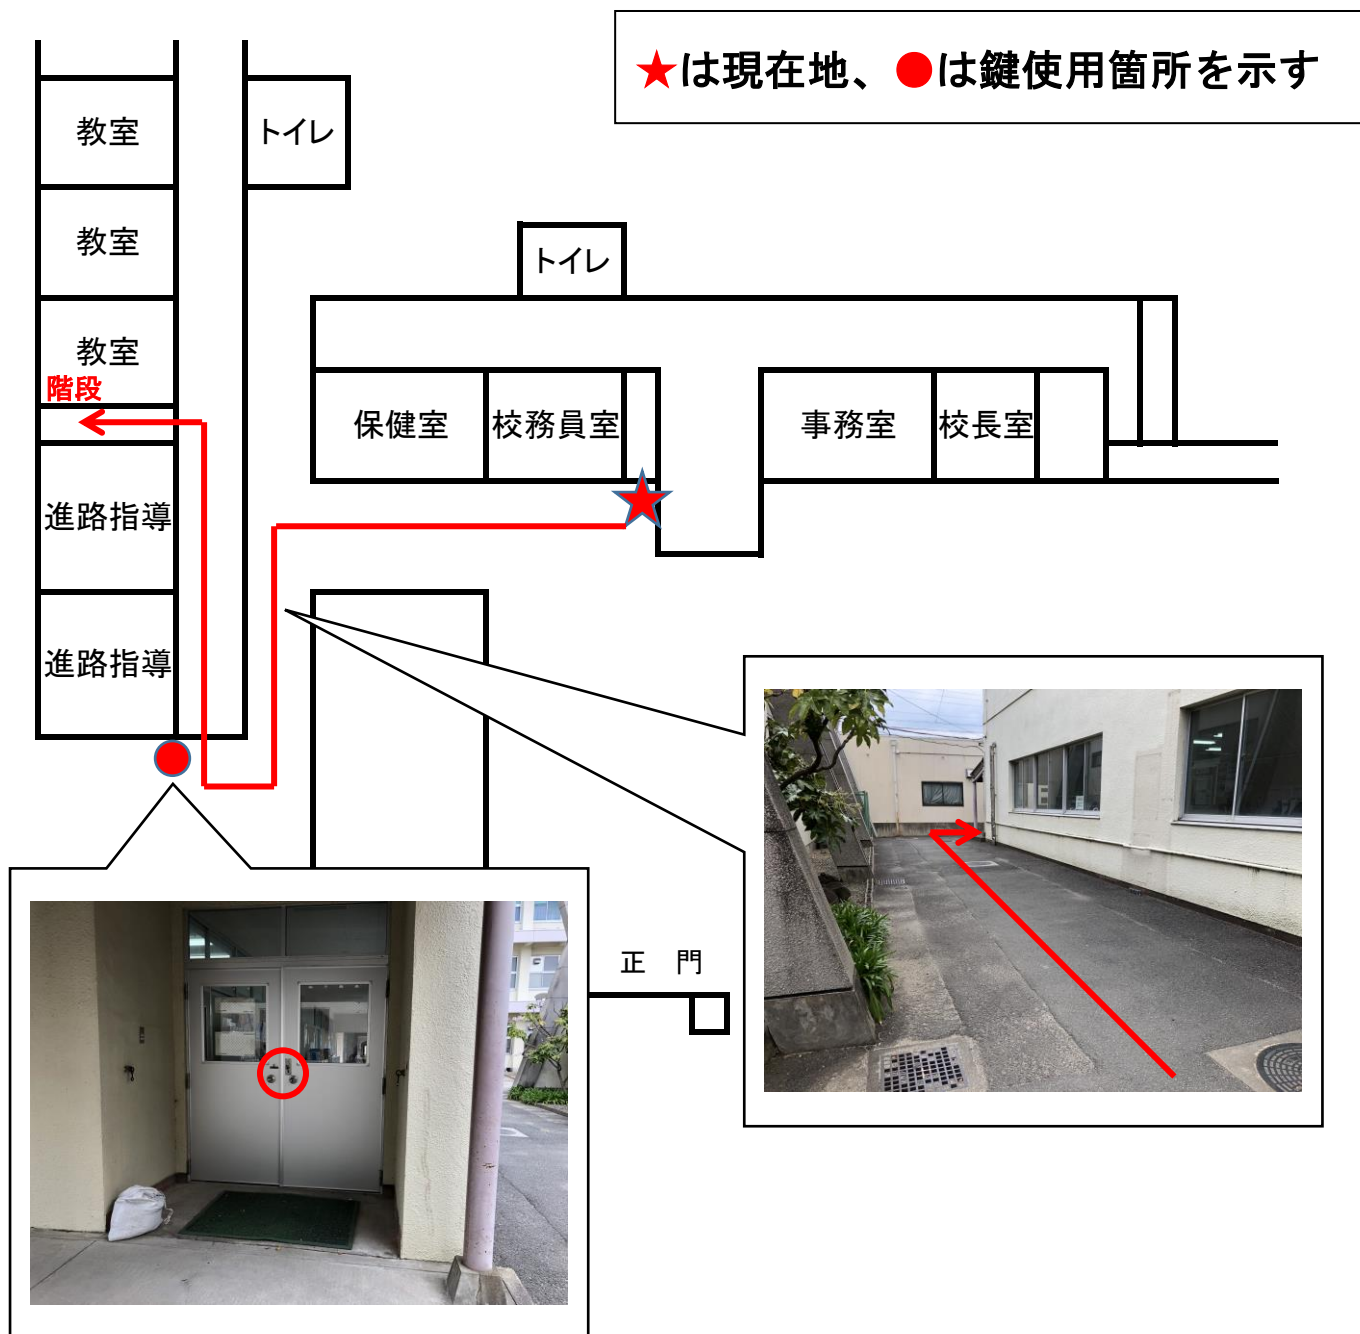 ★は現在地、●は鍵使用箇所を示す
教室
トイレ
教室
トイレ
教室
階段
保健室
校務員室
事務室
校長室
進路指導
進路指導
正 門